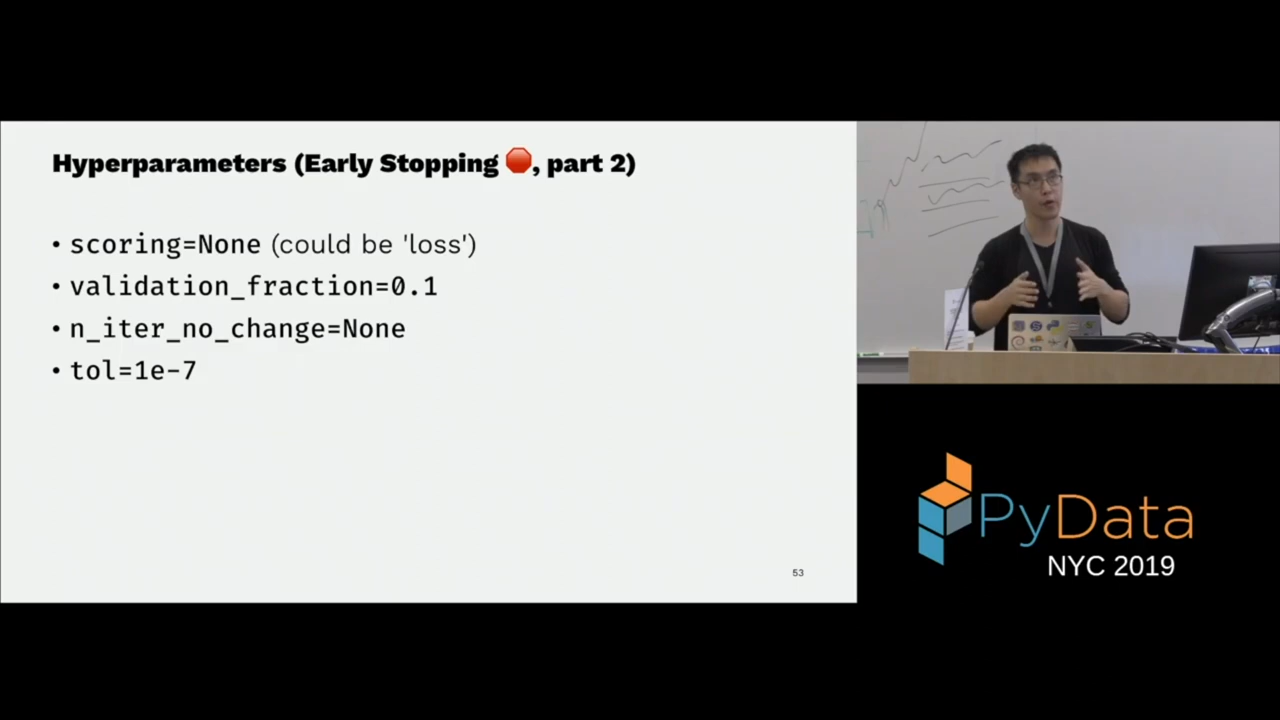 Hyperparameters (Early Stopping 🛑, part 2)
• scoring=None (could be 'loss')
• validation_fraction=0.1
• n_iter_no_change=None
• tol=1e-7
53
PyData
NYC 2019